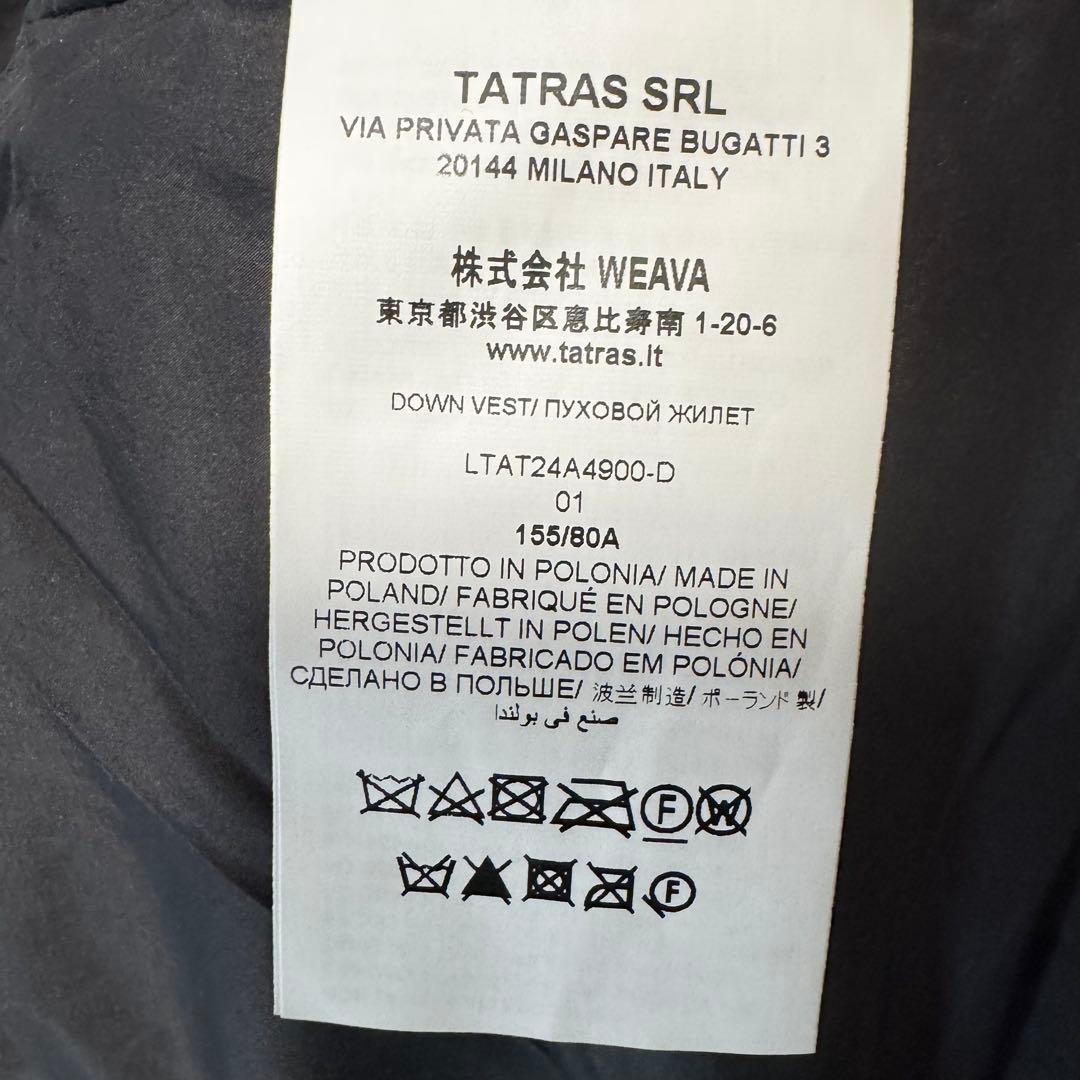 TATRAS SRL
VIA PRIVATA GASPARE BUGATTI 3
20144 MILANO ITALY
株式会社 WEAVA
東京都渋谷区恵比寿南 1-20-6
www.tatras.it
DOWN VEST/ ПУХОВОЙ ЖИЛЕТ
LTAT24A4900-D
01
155/80A
PRODOTTO IN POLONIA/ MADE IN
POLAND/ FABRIQUÉ EN POLOGNE/
HERGESTELLT IN POLEN/ HECHO EN
POLONIA/ FABRICADO EM POLÓNIA/
СДЕЛАНО В ПОЛЬШЕ/ 波兰制造/ ポーランド製/
صنع في بولندا
F W
F